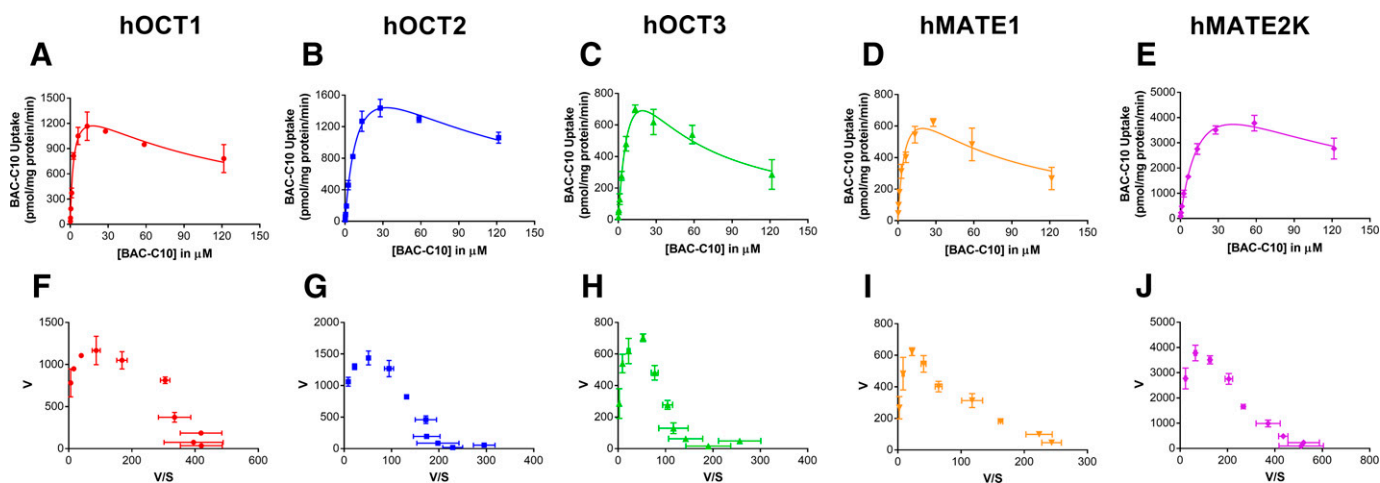 hOCT1 hOCT2 hOCT3 hMATE1 hMATE2K
A B C D E
BAC-C10 Uptake
(pmol/mg protein/min)
1500
1200
900
600
300
0
0 30 60 90 120 150
[BAC-C10] in μM
BAC-C10 Uptake
(pmol/mg protein/min)
1600
1200
800
400
0
0 30 60 90 120 150
[BAC-C10] in μM
BAC-C10 Uptake
(pmol/mg protein/min)
800
600
400
200
0
0 30 60 90 120 150
[BAC-C10] in μM
BAC-C10 Uptake
(pmol/mg protein/min)
800
600
400
200
0
0 30 60 90 120 150
[BAC-C10] in μM
BAC-C10 Uptake
(pmol/mg protein/min)
5000
4000
3000
2000
1000
0
0 30 60 90 120 150
[BAC-C10] in μM
F G H I J
V
1500
1000
500
0
0 200 400 600
V/S
V
2000
1500
1000
500
0
0 100 200 300 400
V/S
V
800
600
400
200
0
0 100 200 300 400
V/S
V
800
600
400
200
0
0 100 200 300
V/S
V
5000
4000
3000
2000
1000
0
0 200 400 600 800
V/S